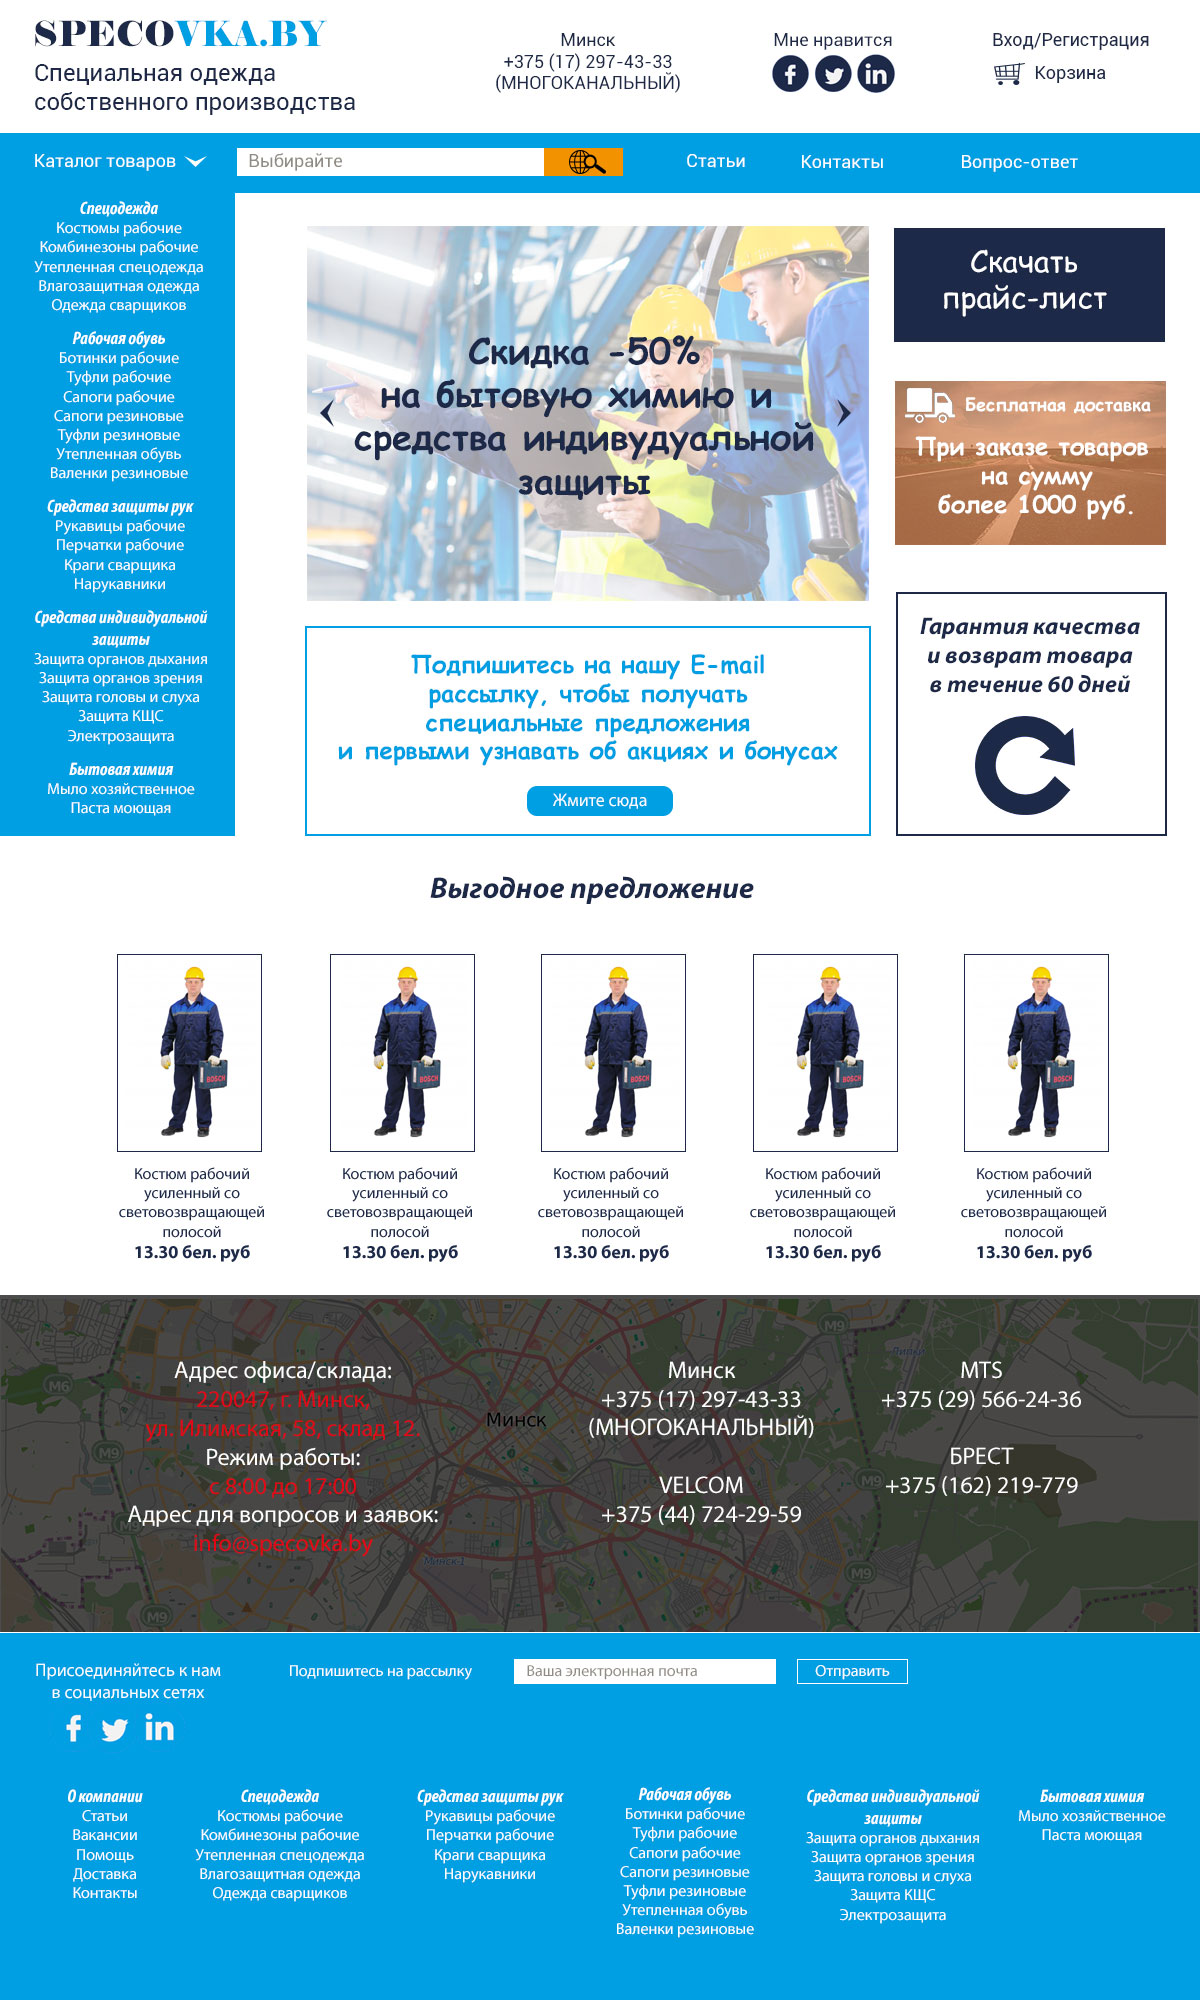 SPECOVKA.BY
Специальная одежда
собственного производства
Минск
+375 (17) 297-43-33
(МНОГОКАНАЛЬНЫЙ)
Мне нравится
Вход/Регистрация
Корзина
Каталог товаров
Выбирайте
Статьи
Контакты
Вопрос-ответ
Спецодежда
Костюмы рабочие
Комбинезоны рабочие
Утепленная спецодежда
Влагозащитная одежда
Одежда сварщиков
Рабочая обувь
Ботинки рабочие
Туфли рабочие
Сапоги рабочие
Сапоги резиновые
Туфли резиновые
Утепленная обувь
Валенки резиновые
Средства защиты рук
Рукавицы рабочие
Перчатки рабочие
Краги сварщика
Нарукавники
Средства индивидуальной
защиты
Защита органов дыхания
Защита органов зрения
Защита головы и слуха
Защита КЩС
Электрозащита
Бытовая химия
Мыло хозяйственное
Паста моющая
Скидка -50%
на бытовую химию и
средства индивудуальной
защиты
Скачать
прайс-лист
Бесплатная доставка
При заказе товаров
на сумму
более 1000 руб.
Подпишитесь на нашу E-mail
рассылку, чтобы получать
специальные предложения
и первыми узнавать об акциях и бонусах
Жмите сюда
Гарантия качества
и возврат товара
в течение 60 дней
Выгодное предложение
BOSCH
BOSCH
BOSCH
BOSCH
BOSCH
Костюм рабочий
усиленный со
световозвращающей
полосой
13.30 бел. руб
Костюм рабочий
усиленный со
световозвращающей
полосой
13.30 бел. руб
Костюм рабочий
усиленный со
световозвращающей
полосой
13.30 бел. руб
Костюм рабочий
усиленный со
световозвращающей
полосой
13.30 бел. руб
Костюм рабочий
усиленный со
световозвращающей
полосой
13.30 бел. руб
Адрес офиса/склада:
220047, г. Минск,
ул. Илимская, 58, склад 12.
Режим работы:
с 8:00 до 17:00
Адрес для вопросов и заявок:
info@specovka.by
Минск
Минск
+375 (17) 297-43-33
(МНОГОКАНАЛЬНЫЙ)
VELCOM
+375 (44) 724-29-59
MTS
+375 (29) 566-24-36
БРЕСТ
+375 (162) 219-779
M9
M6
M9
M9
M9
M9
M9
Минск-1
Присоединяйтесь к нам
в социальных сетях
Подпишитесь на рассылку
Ваша электронная почта
Отправить
О компании
Статьи
Вакансии
Помощь
Доставка
Контакты
Спецодежда
Костюмы рабочие
Комбинезоны рабочие
Утепленная спецодежда
Влагозащитная одежда
Одежда сварщиков
Средства защиты рук
Рукавицы рабочие
Перчатки рабочие
Краги сварщика
Нарукавники
Рабочая обувь
Ботинки рабочие
Туфли рабочие
Сапоги рабочие
Сапоги резиновые
Туфли резиновые
Утепленная обувь
Валенки резиновые
Средства индивидуальной
защиты
Защита органов дыхания
Защита органов зрения
Защита головы и слуха
Защита КЩС
Электрозащита
Бытовая химия
Мыло хозяйственное
Паста моющая